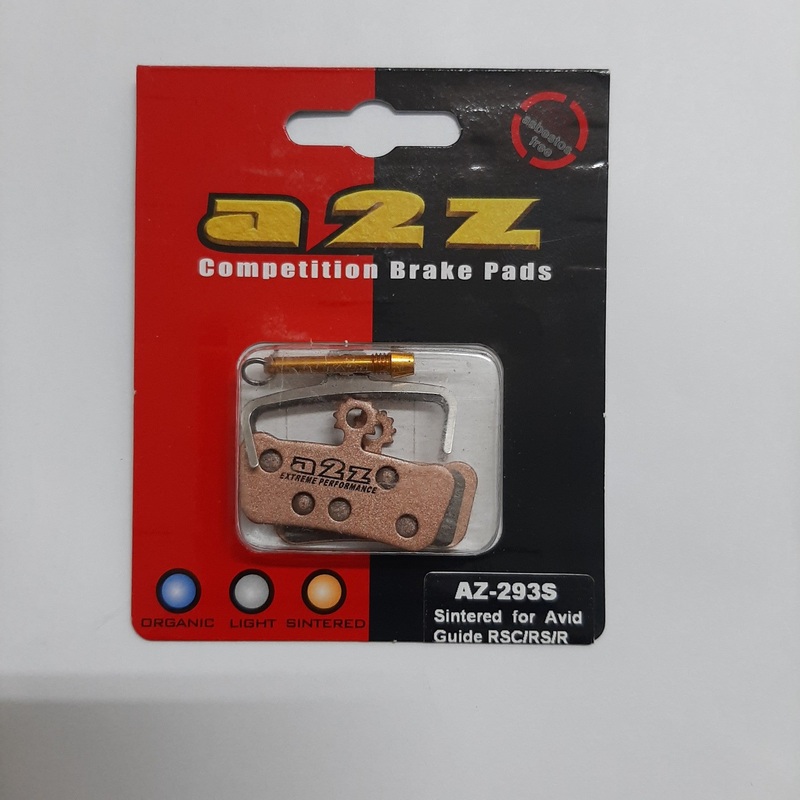 asbestos
free
a2z
Competition Brake Pads
a2z
EXTREME PERFORMANCE
ORGANIC LIGHT SINTERED
AZ-293S
Sintered for Avid
Guide RSC/RS/R